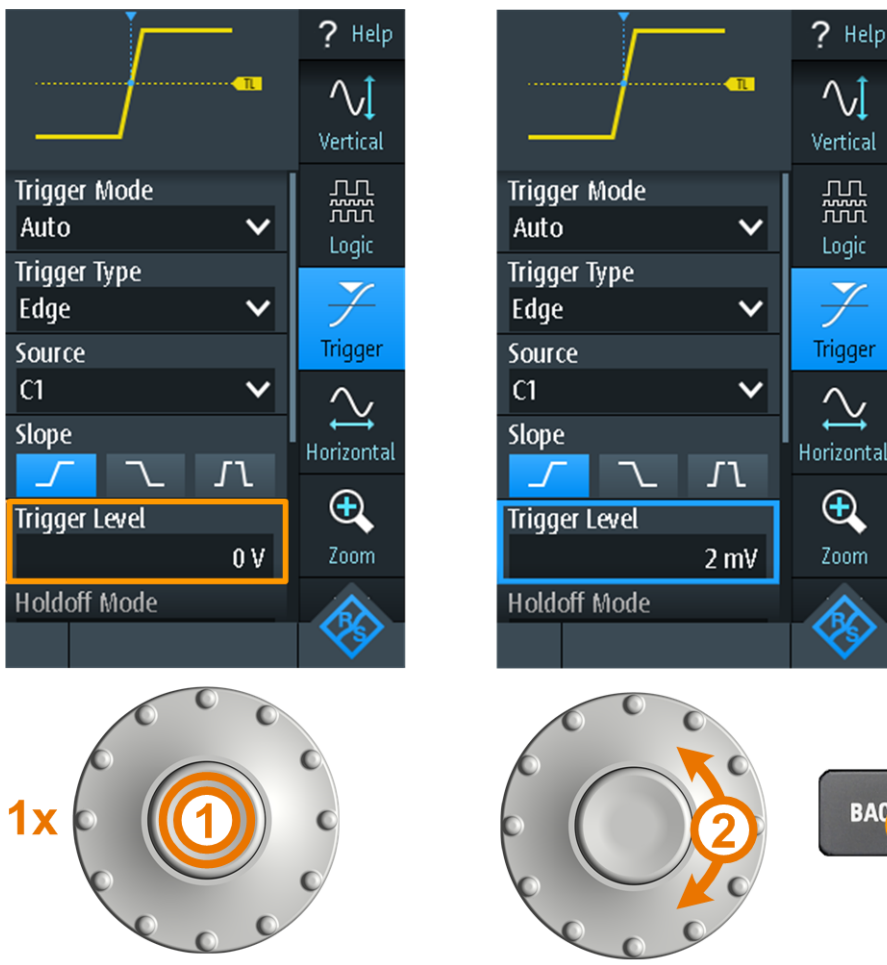 ? Help
Vertical
Logic
Trigger
Horizontal
Zoom
TL
Trigger Mode
Auto
Trigger Type
Edge
Source
C1
Slope
Trigger Level
0 V
Holdoff Mode
R&S
? Help
Vertical
Logic
Trigger
Horizontal
Zoom
TL
Trigger Mode
Auto
Trigger Type
Edge
Source
C1
Slope
Trigger Level
2 mV
Holdoff Mode
R&S
1x
1
2